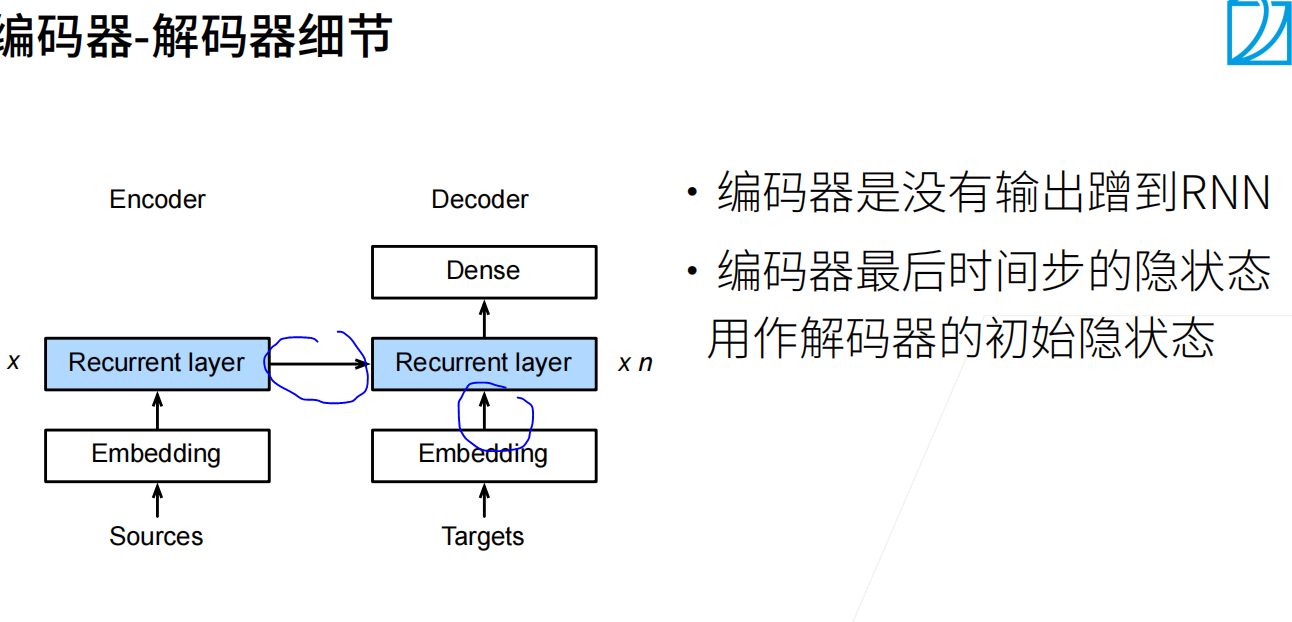 编码器-解码器细节
Encoder
Decoder
Dense
x
Recurrent layer
Recurrent layer
x n
Embedding
Embedding
Sources
Targets
• 编码器是没有输出蹭到RNN
• 编码器最后时间步的隐状态
用作解码器的初始隐状态